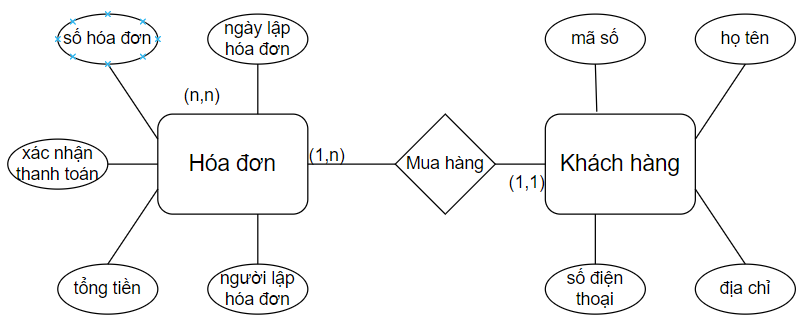 số hóa đơn
ngày lập
hóa đơn
mã số
họ tên
(n,n)
xác nhận
thanh toán
Hóa đơn
(1,n)
Mua hàng
(1,1)
Khách hàng
tổng tiền
người lập
hóa đơn
số điện
thoại
địa chỉ